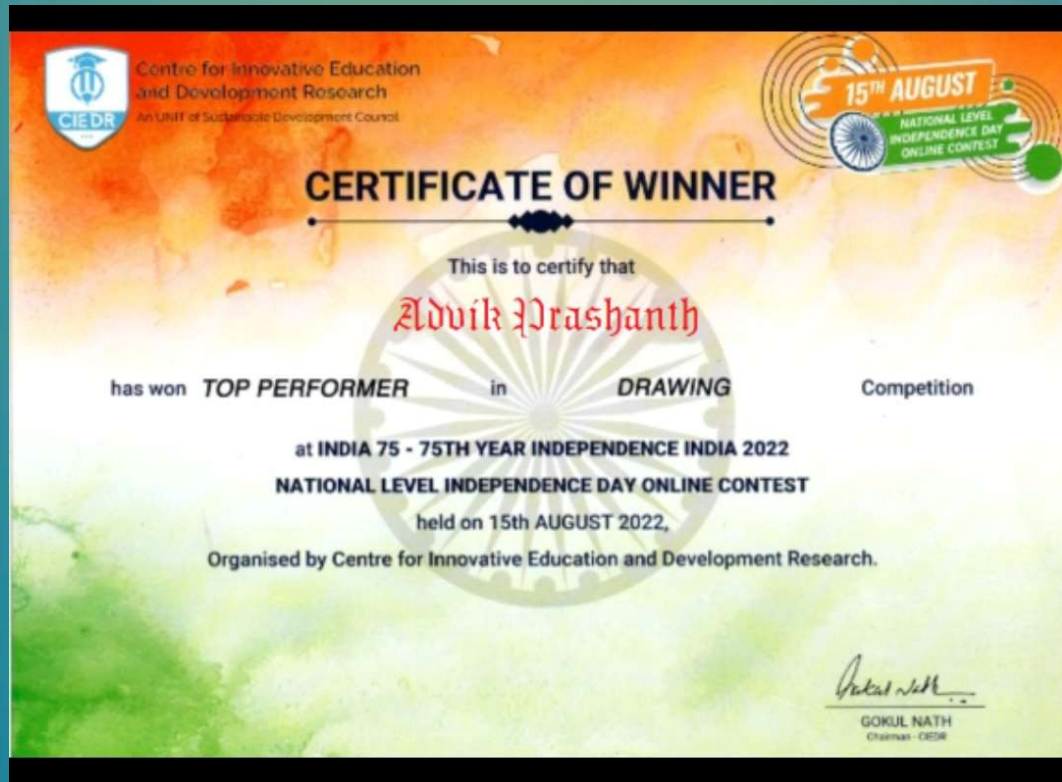 Centre for Innovative Education
and Development Research
An UNIT of Sustainable Development Council
CIEDR
15TH AUGUST
NATIONAL LEVEL
INDEPENDENCE DAY
ONLINE CONTEST
CERTIFICATE OF WINNER
This is to certify that
Advik Prashanth
has won TOP PERFORMER in DRAWING Competition
at INDIA 75 - 75TH YEAR INDEPENDENCE INDIA 2022
NATIONAL LEVEL INDEPENDENCE DAY ONLINE CONTEST
held on 15th AUGUST 2022,
Organised by Centre for Innovative Education and Development Research.
Gokul Nath
GOKUL NATH
Chairman - CIEDR